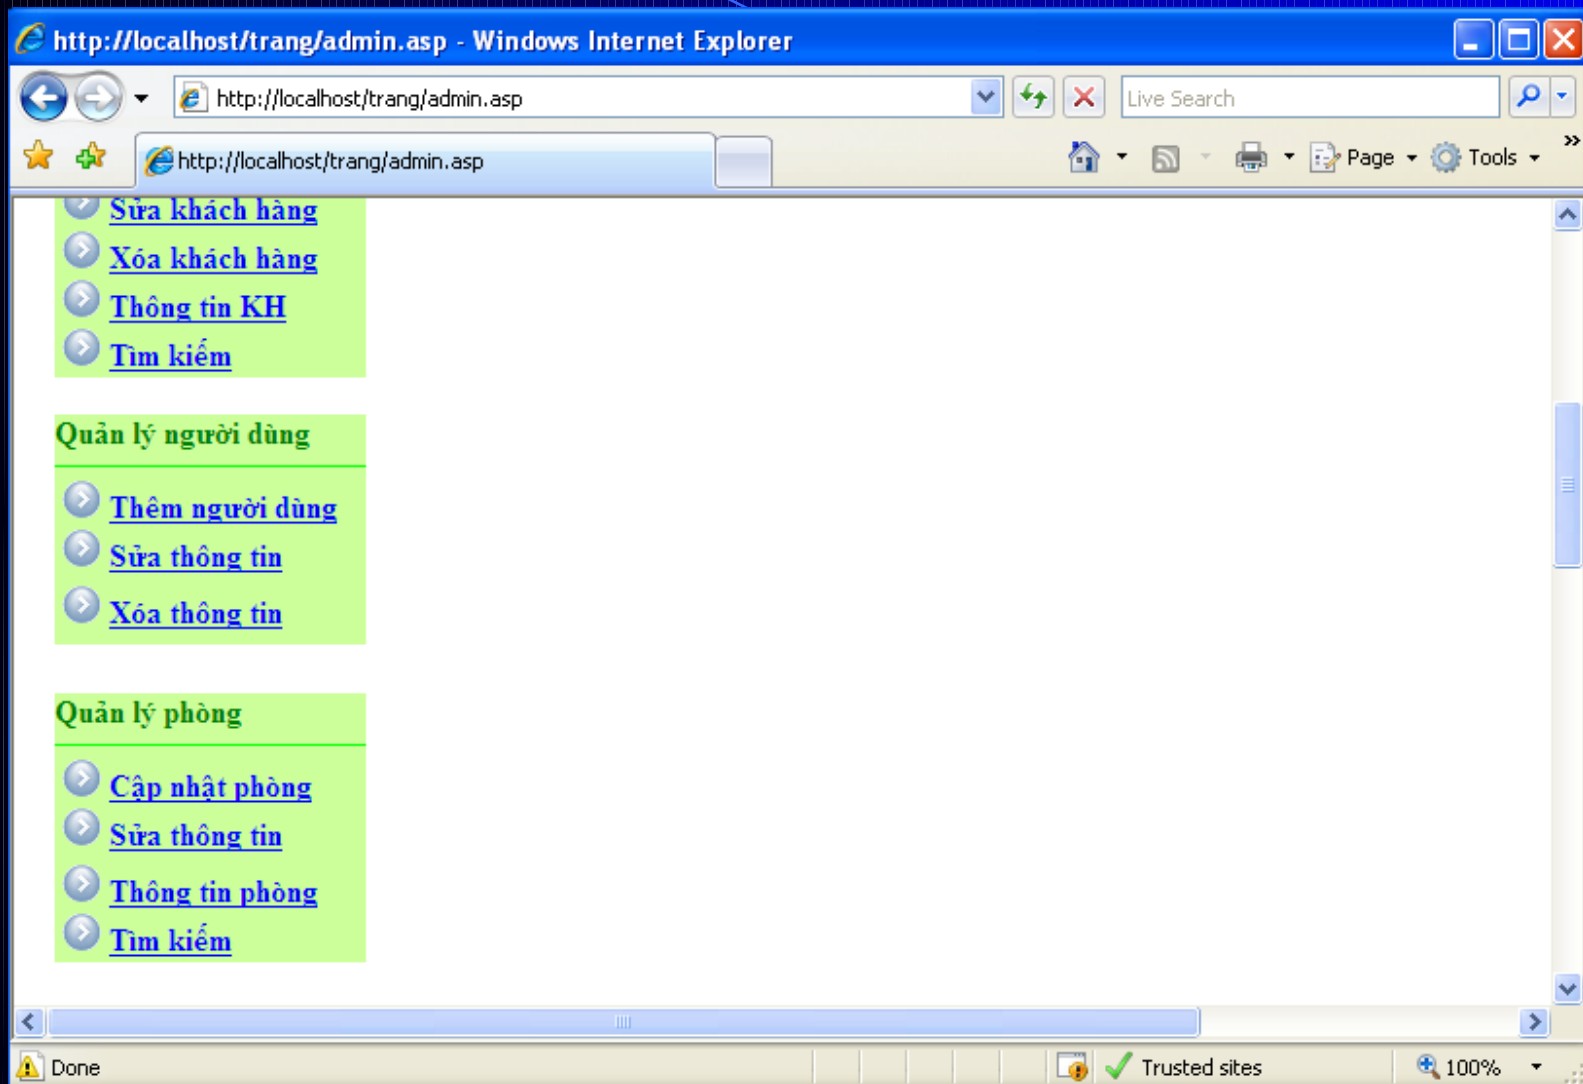 http://localhost/trang/admin.asp - Windows Internet Explorer
http://localhost/trang/admin.asp
Live Search
http://localhost/trang/admin.asp
Page
Tools
Sửa khách hàng
Xóa khách hàng
Thông tin KH
Tìm kiếm
Quản lý người dùng
Thêm người dùng
Sửa thông tin
Xóa thông tin
Quản lý phòng
Cập nhật phòng
Sửa thông tin
Thông tin phòng
Tìm kiếm
Done
Trusted sites
100%